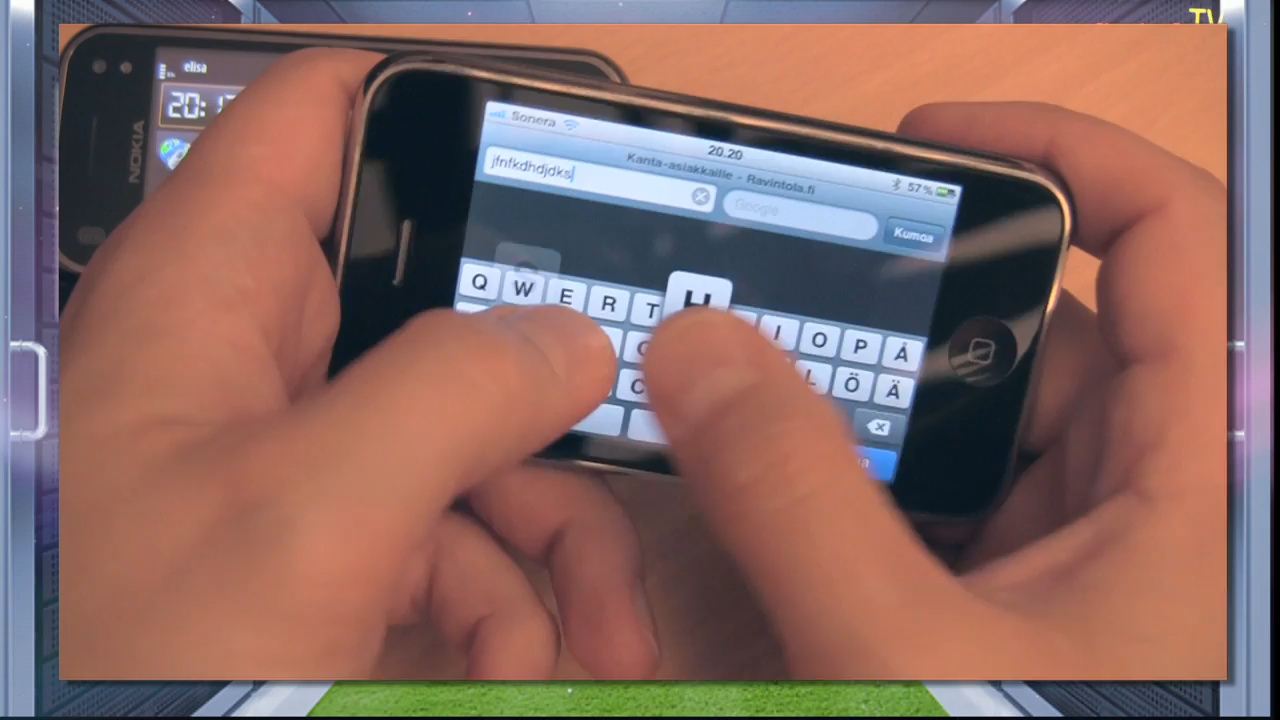 TV
elisa
20:1
NOKIA
Sonera
20.20
57%
Kanta-asiakkaille - Ravintola.fi
jfnfkdhdjdks
Google
Kumoa
Q W E R T I O P Å
L Ö Ä
C